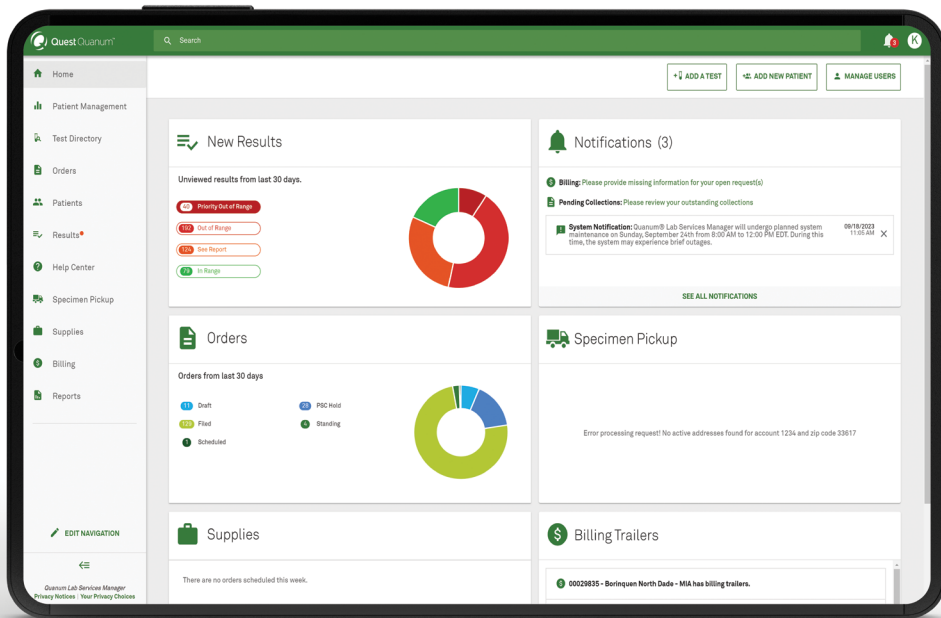 Quest Quanum™
Search
3
K
Home
Patient Management
Test Directory
Orders
Patients
Results
Help Center
Specimen Pickup
Supplies
Billing
Reports
EDIT NAVIGATION
Quanum Lab Services Manager
Privacy Notices | Your Privacy Choices
ADD A TEST
ADD NEW PATIENT
MANAGE USERS
New Results
Unviewed results from last 30 days.
40 Priority Out of Range
192 Out of Range
124 See Report
78 In Range
Notifications (3)
Billing: Please provide missing information for your open request(s)
Pending Collections: Please review your outstanding collections
System Notification: Quanum® Lab Services Manager will undergo planned system
maintenance on Sunday, September 24th from 8:00 AM to 12:00 PM EDT. During this
time, the system may experience brief outages.
09/18/2023
11:05 AM
SEE ALL NOTIFICATIONS
Orders
Orders from last 30 days
11 Draft
28 PSC Hold
129 Filed
4 Standing
1 Scheduled
Specimen Pickup
Error processing request! No active addresses found for account 1234 and zip code 33617
Supplies
There are no orders scheduled this week.
Billing Trailers
00029835 - Borinquen North Dade - MIA has billing trailers.